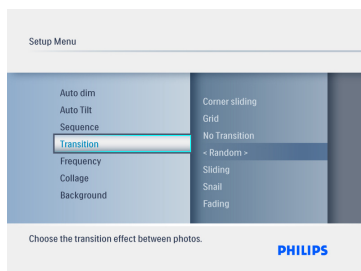 Setup Menu
Auto dim
Auto Tilt
Sequence
Transition
Frequency
Collage
Background
Corner sliding
Grid
No Transition
< Random >
Sliding
Snail
Fading
Choose the transition effect between photos.
PHILIPS